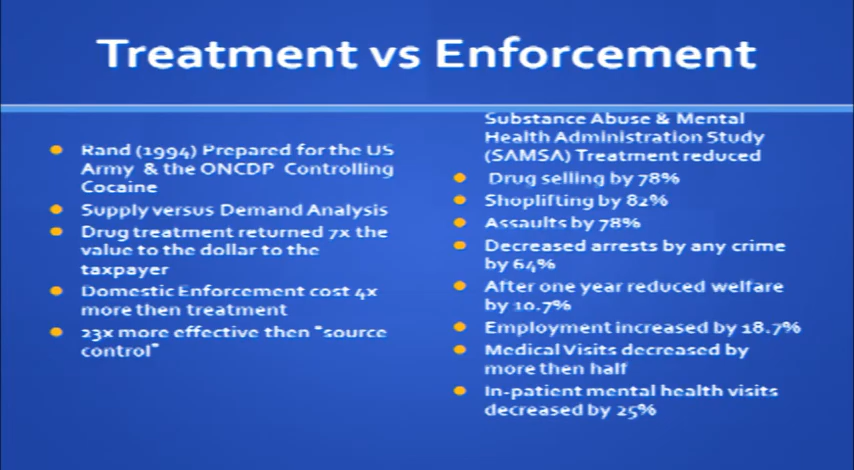 Treatment vs Enforcement
Rand (1994) Prepared for the US
Army & the ONCDP Controlling
Cocaine
Supply versus Demand Analysis
Drug treatment returned 7x the
value to the dollar to the
taxpayer
Domestic Enforcement cost 4x
more then treatment
23x more effective then "source
control"
Substance Abuse & Mental
Health Administration Study
(SAMSA) Treatment reduced
Drug selling by 78%
Shoplifting by 82%
Assaults by 78%
Decreased arrests by any crime
by 64%
After one year reduced welfare
by 10.7%
Employment increased by 18.7%
Medical Visits decreased by
more then half
In-patient mental health visits
decreased by 25%